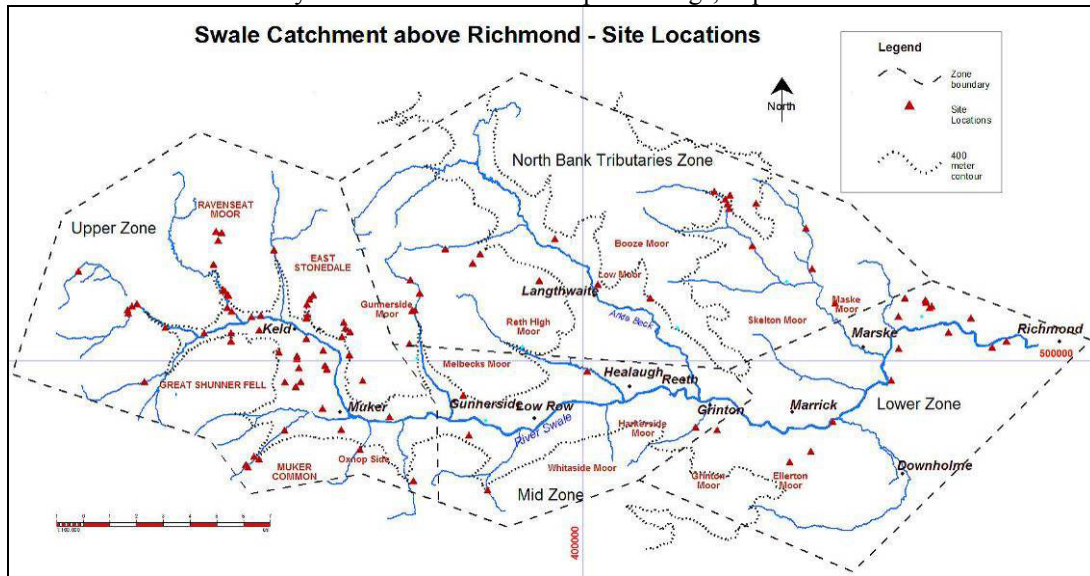 Swale Catchment above Richmond - Site Locations
Legend
Zone
boundary
Site
Locations
400
meter
contour
North
North Bank Tributaries Zone
Upper Zone
RAVENSEAT
MOOR
EAST
STONEDALE
Booze Moor
Low Moor
Langthwaite
Gunnerside
Moor
Reth High
Moor
Arkle Beck
Maske
Moor
Skelton Moor
Marske
Richmond
500000
Keld
Melbecks Moor
GREAT SHUNNER FELL
Healaugh
Reeth
Lower Zone
Muker
Gunnerside
Low Row
Grinton
Marrick
River Swale
Harkerside
Moor
MUKER
COMMON
Oxnop Side
Whitaside Moor
Grinton
Moor
Ellerton
Moor
Downholme
Mid Zone
400000